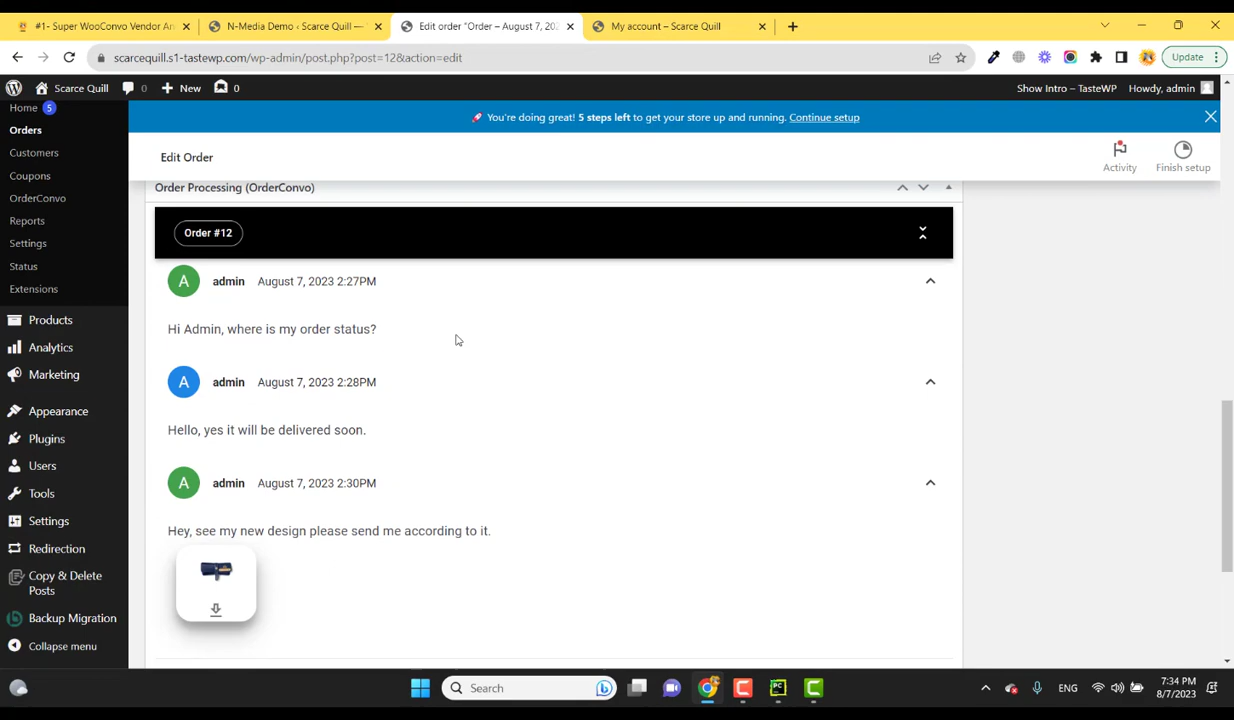 #1- Super WooConvo Vendor An
N-Media Demo ‹ Scarce Quill —
Edit order "Order – August 7, 202
My account – Scarce Quill
scarcequill.s1-tastewp.com/wp-admin/post.php?post=12&action=edit
Update
Scarce Quill
0
New
0
Show Intro – TasteWP
Howdy, admin
Home 5
Orders
Customers
Coupons
OrderConvo
Reports
Settings
Status
Extensions
Products
Analytics
Marketing
Appearance
Plugins
Users
Tools
Settings
Redirection
Copy & Delete
Posts
Backup Migration
Collapse menu
🚀 You're doing great! 5 steps left to get your store up and running. Continue setup
Edit Order
Activity
Finish setup
Order Processing (OrderConvo)
Order #12
A
admin August 7, 2023 2:27PM
Hi Admin, where is my order status?
A
admin August 7, 2023 2:28PM
Hello, yes it will be delivered soon.
A
admin August 7, 2023 2:30PM
Hey, see my new design please send me according to it.
Search
PC
ENG
7:34 PM
8/7/2023